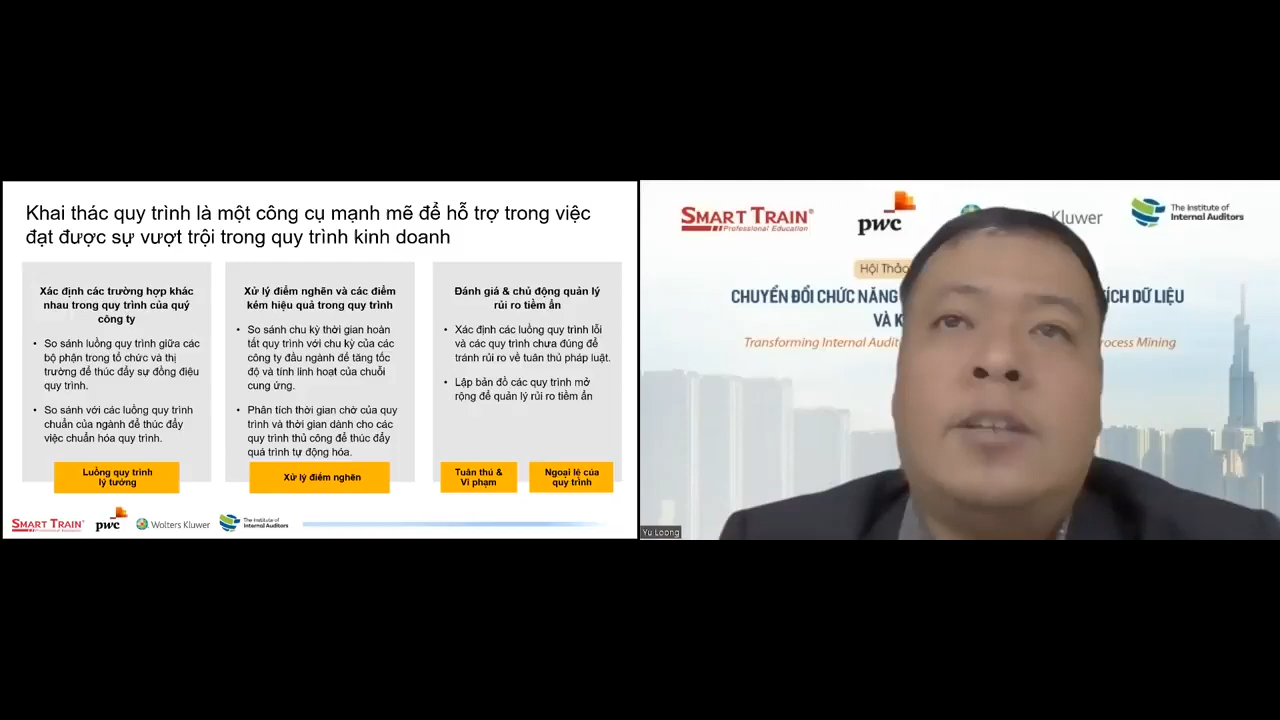 Khai thác quy trình là một công cụ mạnh mẽ để hỗ trợ trong việc
đạt được sự vượt trội trong quy trình kinh doanh
Xác định các trường hợp khác
nhau trong quy trình của quý
công ty
• So sánh luồng quy trình giữa các
bộ phận trong tổ chức và thị
trường để thúc đẩy sự đồng điệu
quy trình.
• So sánh với các luồng quy trình
chuẩn của ngành để thúc đẩy
việc chuẩn hóa quy trình.
Luồng quy trình
lý tưởng
Xử lý điểm nghẽn và các điểm
kém hiệu quả trong quy trình
• So sánh chu kỳ thời gian hoàn
tất quy trình với chu kỳ của các
công ty đầu ngành để tăng tốc
độ và tính linh hoạt của chuỗi
cung ứng.
• Phân tích thời gian chờ của quy
trình và thời gian dành cho các
quy trình thủ công để thúc đẩy
quá trình tự động hóa.
Xử lý điểm nghẽn
Đánh giá & chủ động quản lý
rủi ro tiềm ẩn
• Xác định các luồng quy trình lỗi
và các quy trình chưa đúng để
tránh rủi ro về tuân thủ pháp luật.
• Lập bản đồ các quy trình mở
rộng để quản lý rủi ro tiềm ẩn
Tuân thủ &
Vi phạm
Ngoại lệ của
quy trình
SMART TRAIN
Professional Education
pwc
Wolters Kluwer
The Institute of
Internal Auditors
SMART TRAIN
Professional Education
pwc
Kluwer
The Institute of
Internal Auditors
Hội Thảo
CHUYỂN ĐỔI CHỨC NĂNG TÍCH DỮ LIỆU
VÀ K
Transforming Internal Audit rocess Mining
Yu Loong